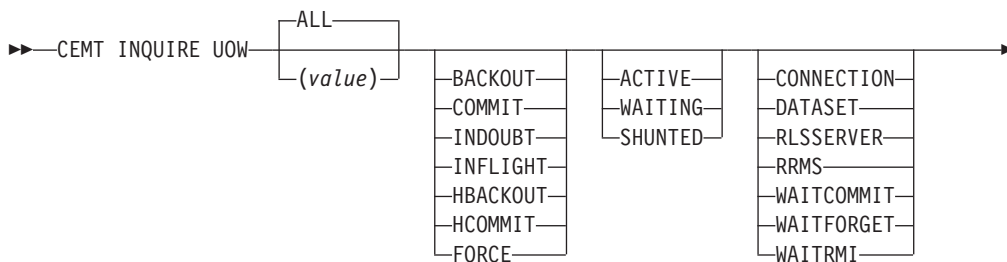 ALL
CEMT INQUIRE UOW
(value)
BACKOUT
COMMIT
INDOUBT
INFLIGHT
HBACKOUT
HCOMMIT
FORCE
ACTIVE
WAITING
SHUNTED
CONNECTION
DATASET
RLSSERVER
RRMS
WAITCOMMIT
WAITFORGET
WAITRMI